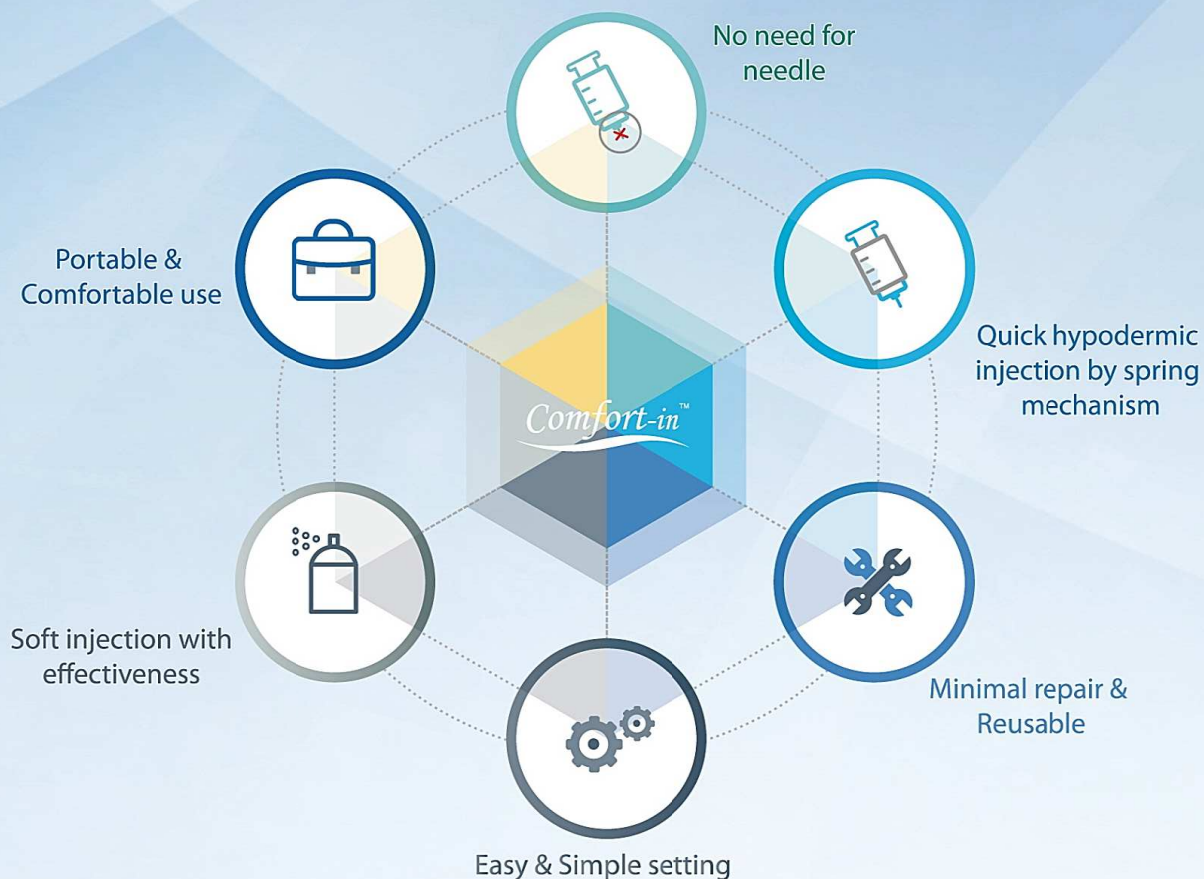 No need for
needle
Portable &
Comfortable use
Quick hypodermic
injection by spring
mechanism
Comfort-in™
Soft injection with
effectiveness
Minimal repair &
Reusable
Easy & Simple setting